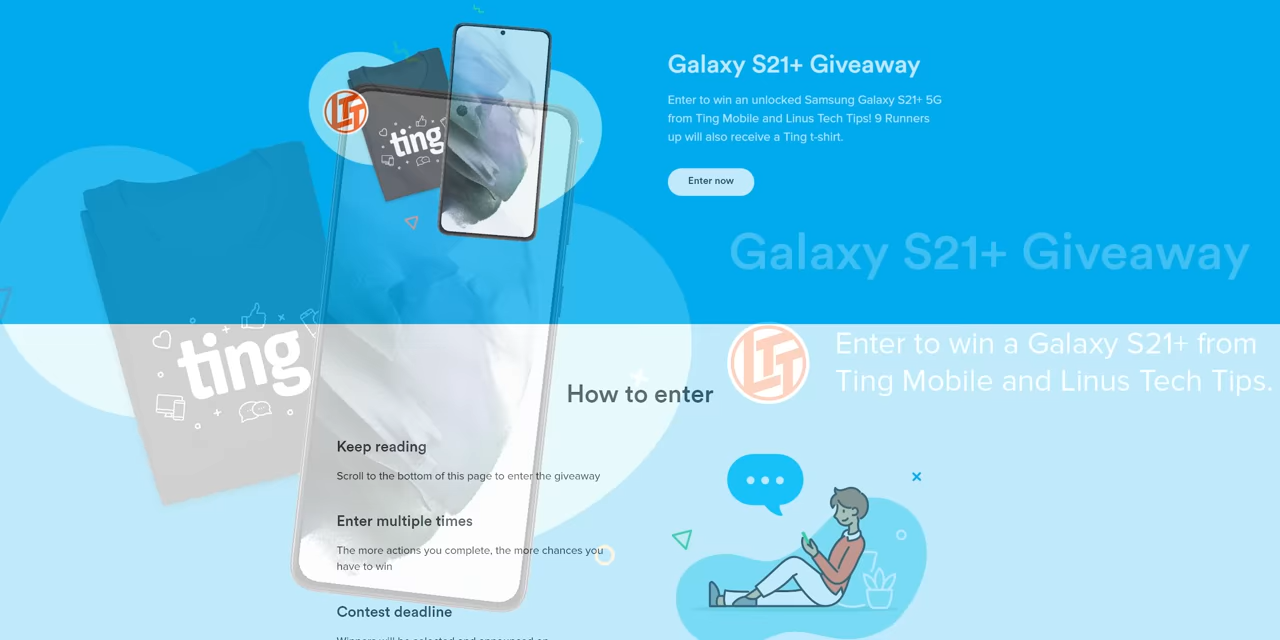 Galaxy S21+ Giveaway
Enter to win an unlocked Samsung Galaxy S21+ 5G
from Ting Mobile and Linus Tech Tips! 9 Runners
up will also receive a Ting t-shirt.
Enter now
LTT
ting
Galaxy S21+ Giveaway
LTT
Enter to win a Galaxy S21+ from
Ting Mobile and Linus Tech Tips.
ting
How to enter
Keep reading
Scroll to the bottom of this page to enter the giveaway
Enter multiple times
The more actions you complete, the more chances you
have to win
Contest deadline